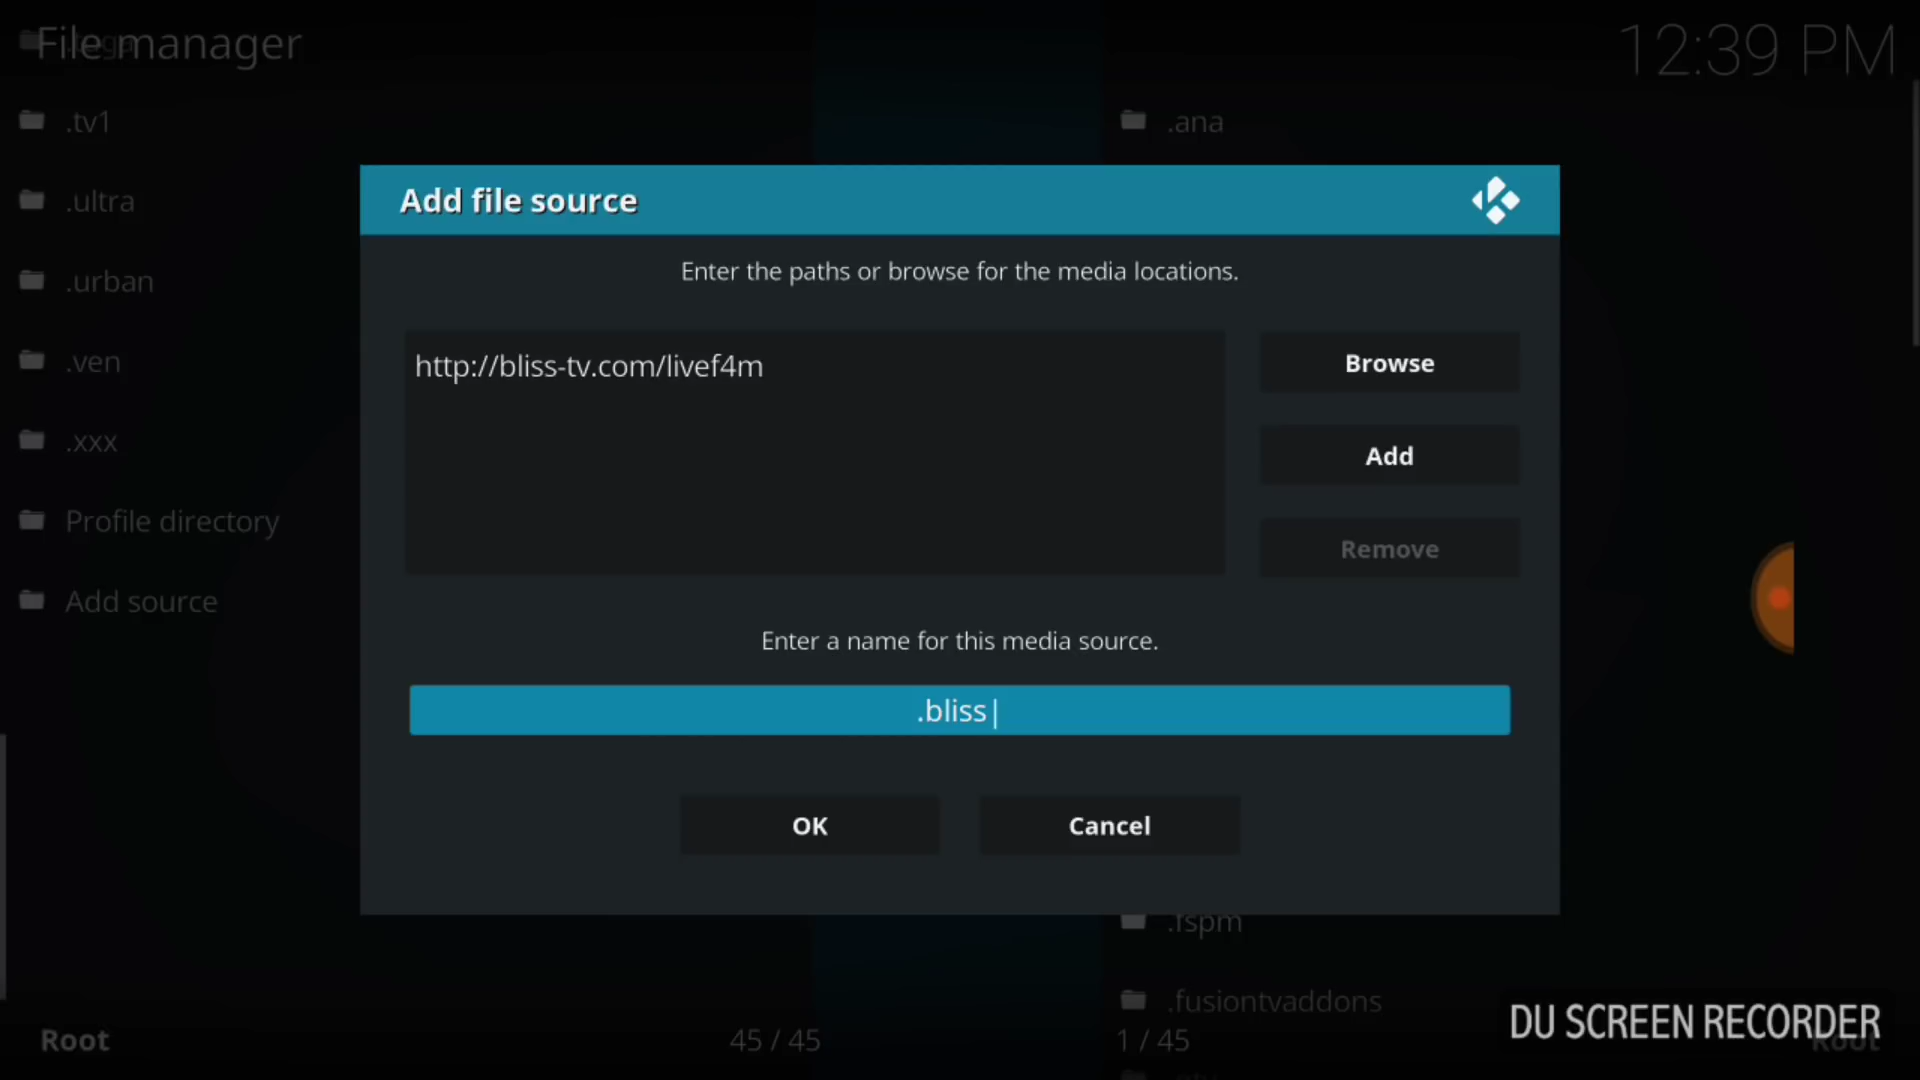 File manager
12:39 PM
.tv1
.ana
.ultra
.urban
.ven
.xxx
Profile directory
Add source
Add file source
Enter the paths or browse for the media locations.
http://bliss-tv.com/livef4m
Browse
Add
Remove
Enter a name for this media source.
.bliss|
OK
Cancel
.fspm
.fusiontvaddons
DU SCREEN RECORDER
Root
45 / 45
1 / 45
Root